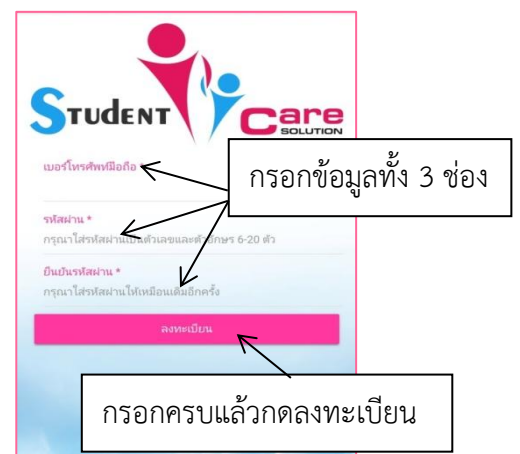 STUDENT Care
SOLUTION
เบอร์โทรศัพท์มือถือ *
กรอกข้อมูลทั้ง 3 ช่อง
รหัสผ่าน *
กรุณาใส่รหัสผ่านเป็นตัวเลขและตัวอักษร 6-20 ตัว
ยืนยันรหัสผ่าน *
กรุณาใส่รหัสผ่านให้เหมือนเดิมอีกครั้ง
ลงทะเบียน
กรอกครบแล้วกดลงทะเบียน